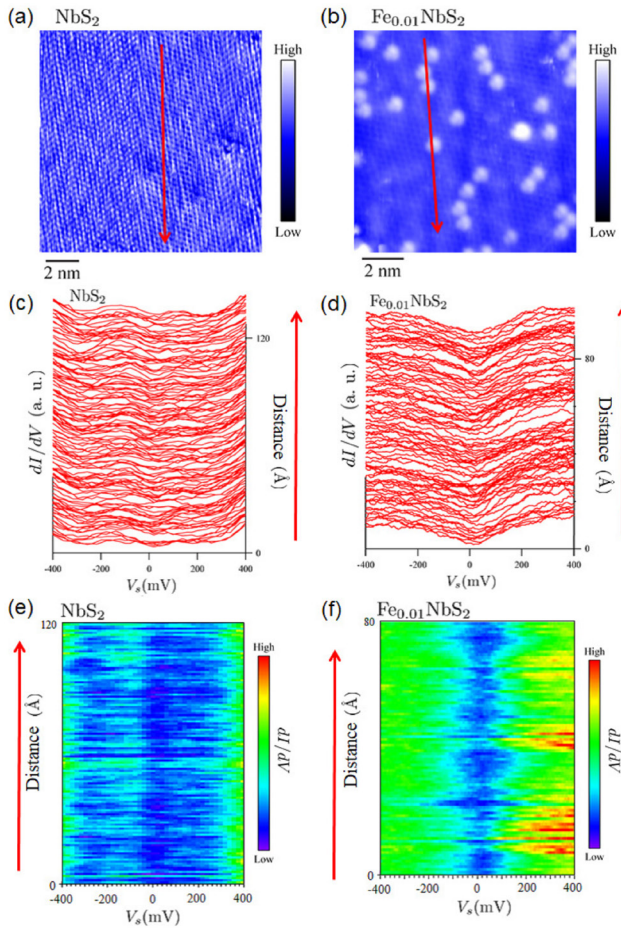 (a) NbS₂
High
Low
2 nm
(b) Fe₀.₀₁NbS₂
High
Low
2 nm
(c) NbS₂
dI/dV (a. u.)
120
0
Distance (Å)
-400 -200 0 200 400
Vₛ(mV)
(d) Fe₀.₀₁NbS₂
dI/dV (a. u.)
80
0
Distance (Å)
-400 -200 0 200 400
Vₛ(mV)
(e) NbS₂
120
0
Distance (Å)
High
Low
dI/dV
-400 -200 0 200 400
Vₛ(mV)
(f) Fe₀.₀₁NbS₂
80
0
Distance (Å)
High
Low
dI/dV
-400 -200 0 200 400
Vₛ(mV)